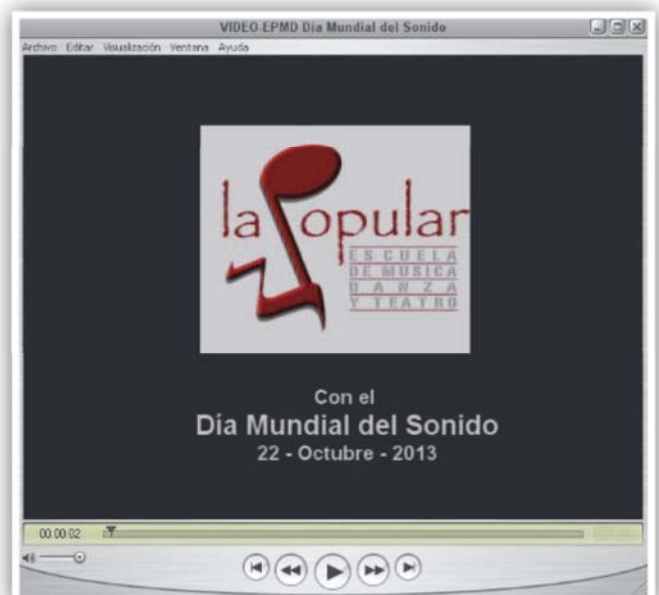 VIDEO-EPMD Día Mundial del Sonido
Archivo Editar Visualización Ventana Ayuda
la Popular
ESCUELA
DE MUSICA
DANZA
Y TEATRO
Con el
Día Mundial del Sonido
22 - Octubre - 2013
00:00:02